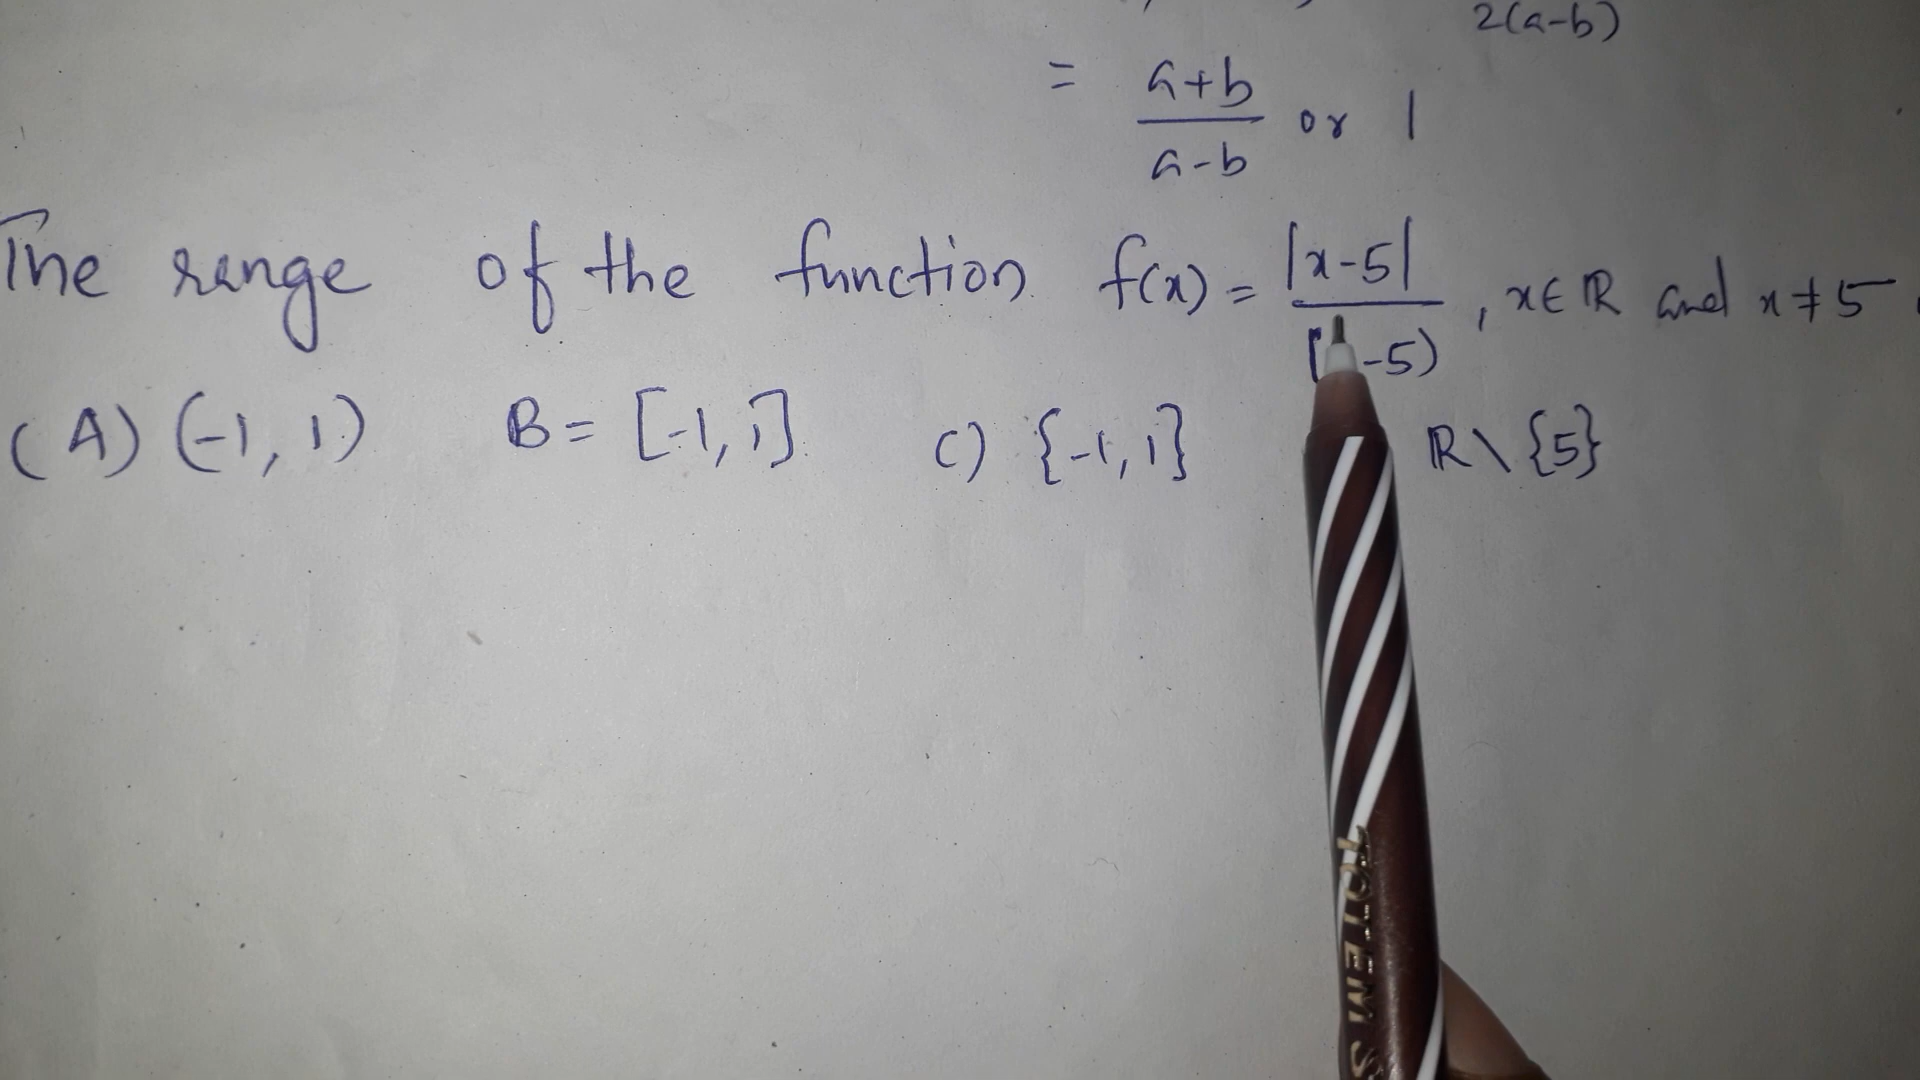 2(a-b)
= a+b / a-b or 1
The range of the function f(x) = |x-5| / ( -5) , x∈ℝ and x≠5
(A) (-1, 1) B= [-1, 1] C) {-1, 1} ℝ\{5}
TOTEM